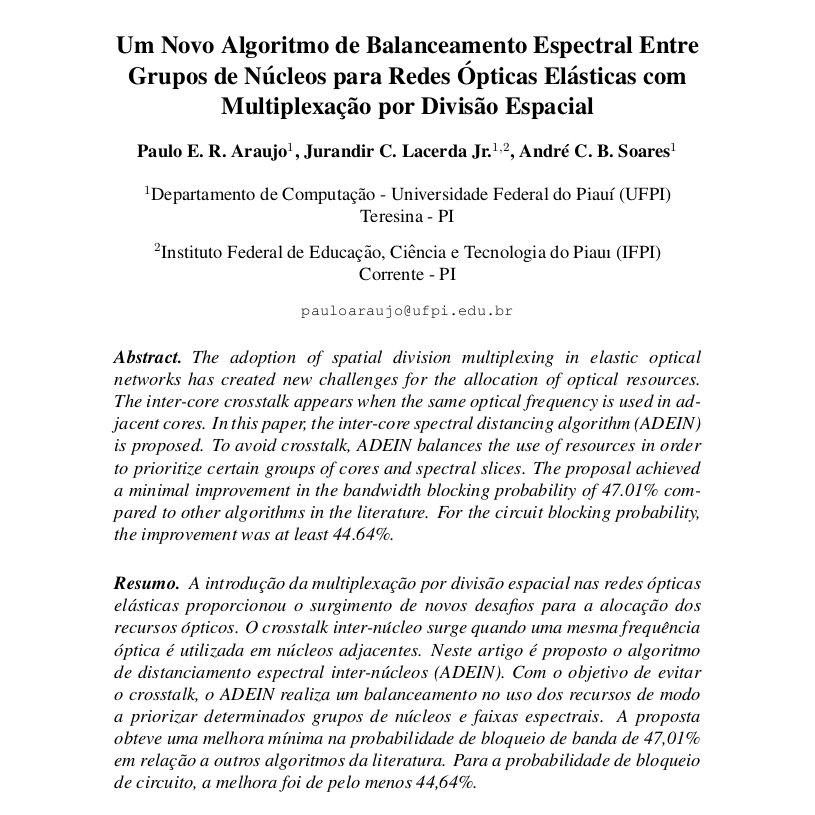 Um Novo Algoritmo de Balanceamento Espectral Entre
Grupos de Núcleos para Redes Ópticas Elásticas com
Multiplexação por Divisão Espacial
Paulo E. R. Araujo¹, Jurandir C. Lacerda Jr.¹,², André C. B. Soares¹
¹Departamento de Computação - Universidade Federal do Piauí (UFPI)
Teresina - PI
²Instituto Federal de Educação, Ciência e Tecnologia do Piauı (IFPI)
Corrente - PI
pauloaraujo@ufpi.edu.br
Abstract. The adoption of spatial division multiplexing in elastic optical
networks has created new challenges for the allocation of optical resources.
The inter-core crosstalk appears when the same optical frequency is used in ad-
jacent cores. In this paper, the inter-core spectral distancing algorithm (ADEIN)
is proposed. To avoid crosstalk, ADEIN balances the use of resources in order
to prioritize certain groups of cores and spectral slices. The proposal achieved
a minimal improvement in the bandwidth blocking probability of 47.01% com-
pared to other algorithms in the literature. For the circuit blocking probability,
the improvement was at least 44.64%.
Resumo. A introdução da multiplexação por divisão espacial nas redes ópticas
elásticas proporcionou o surgimento de novos desafios para a alocação dos
recursos ópticos. O crosstalk inter-núcleo surge quando uma mesma frequência
óptica é utilizada em núcleos adjacentes. Neste artigo é proposto o algoritmo
de distanciamento espectral inter-núcleos (ADEIN). Com o objetivo de evitar
o crosstalk, o ADEIN realiza um balanceamento no uso dos recursos de modo
a priorizar determinados grupos de núcleos e faixas espectrais. A proposta
obteve uma melhora mínima na probabilidade de bloqueio de banda de 47,01%
em relação a outros algoritmos da literatura. Para a probabilidade de bloqueio
de circuito, a melhora foi de pelo menos 44,64%.